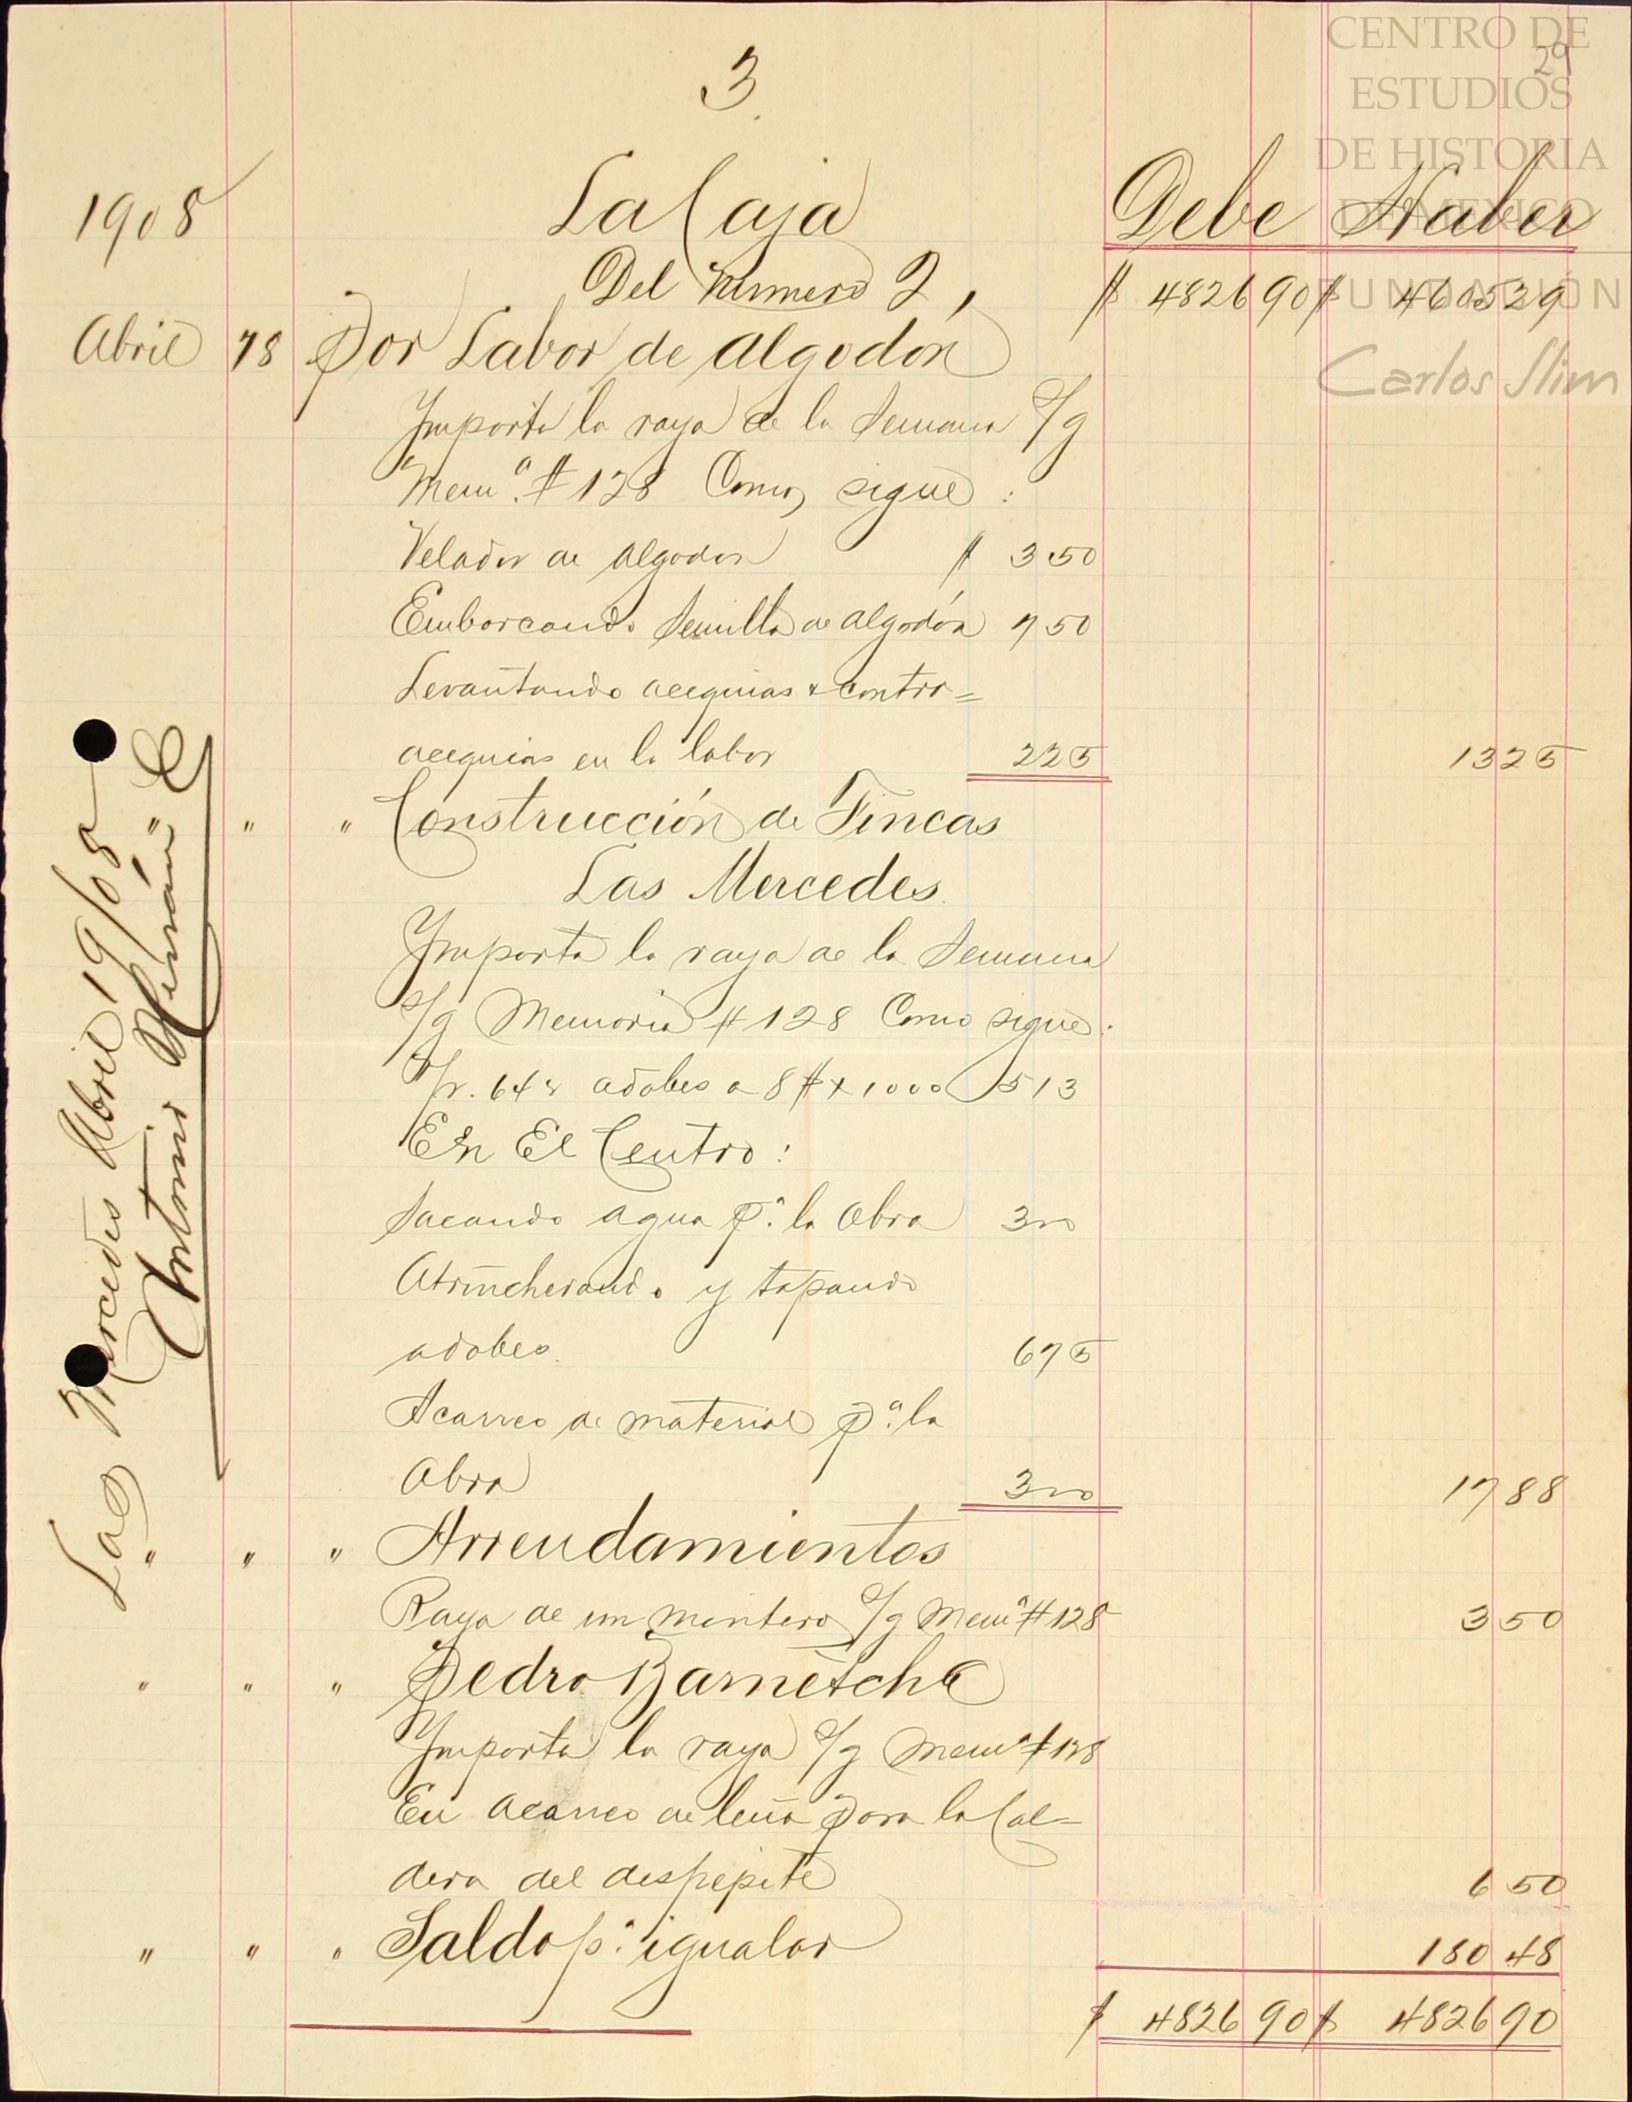 CENTRO DE
ESTUDIOS
DE HISTORIA
DE MEXICO
FUNDACIÓN
Carlos Slim
29
3
1908 La Caja Debe Haber
Del número 2, $ 4826 90 $ 4605 29
Abril 18 Por Labor de Algodón
Importa la raya de la Semana s/g
Mem.ª # 128 Como sigue:
Velador de algodon $ 3 50
Emborcando Semilla de algodón 7 50
Levantando acequias & contra=
acequias en la labor 2 25 13 25
" " Construcción de Fincas
Las Mercedes.
Importa la raya de la Semana
s/g Memoria # 128 Como sigue:
Pr. 642 adobes a 8 $ x 1000 5 13
En El Centro:
Sacando agua p.ª la Obra 3 00
Atrincherando y tapando
adobes. 6 75
Acarreo de material p.ª la
Obra 3 00 17 88
" " " Arrendamientos
Raya de un montero s/g Memª # 128 3 50
" " " Pedro Barnetche
Importa la raya s/g Memª # 128
En acarreo de leña para la Cal=
dera del despepite 6 50
" " " Saldo p.ª igualar 180 48
$ 4826 90 $ 4826 90
Las Mercedes Abril 19/08
Antonio